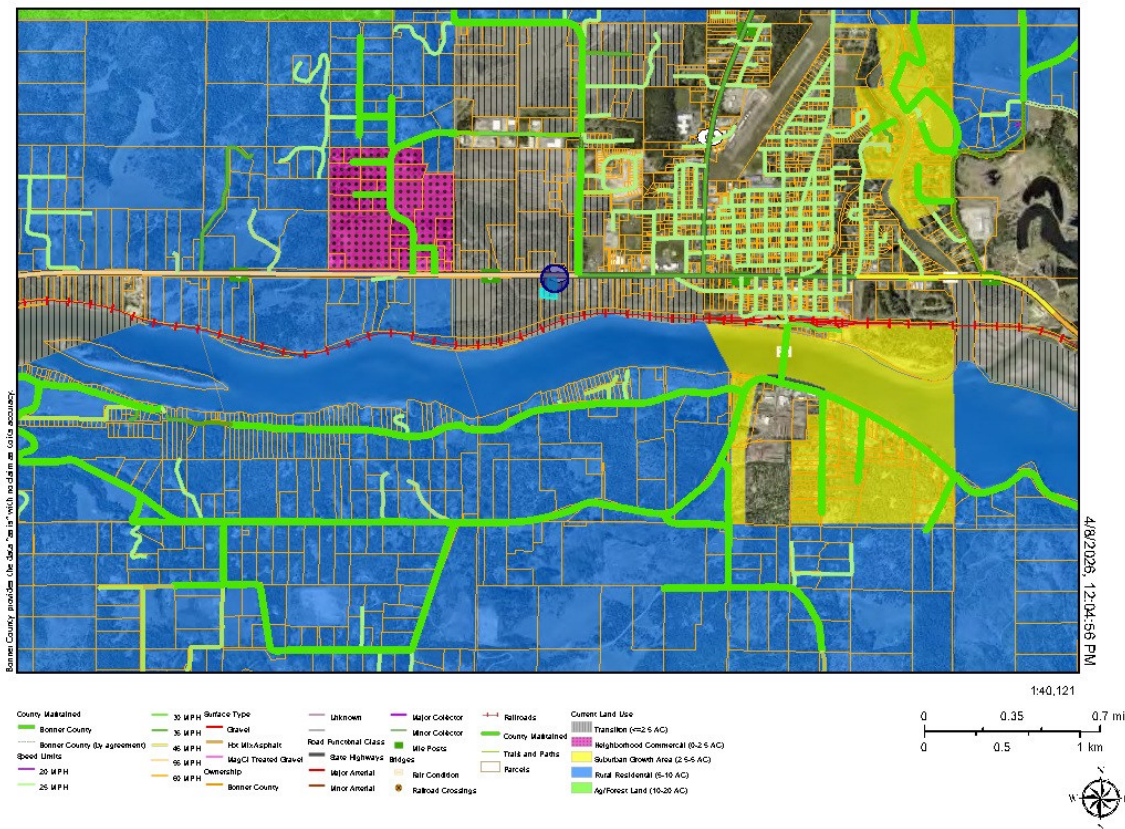 Bonner County provides the data "as is" with no claim as to its accuracy.
4/8/2026, 12:04:56 PM
1:40,121
County Maintained
Bonner County
Bonner County (by agreement)
Speed Limits
20 MPH
25 MPH
30 MPH
35 MPH
45 MPH
55 MPH
60 MPH
Surface Type
Gravel
Hot Mix Asphalt
MagCl Treated Gravel
Ownership
Bonner County
Unknown
Road Functional Class
State Highways
Major Arterial
Minor Arterial
Major Collector
Minor Collector
Mile Posts
Bridges
Fair Condition
Railroad Crossings
Railroads
County Maintained
Trails and Paths
Parcels
Current Land Use
Transition (<=2.5 AC)
Neighborhood Commercial (0-2.5 AC)
Suburban Growth Area (2.5-5 AC)
Rural Residential (5-10 AC)
Ag/Forest Land (10-20 AC)
0 0.35 0.7 mi
0 0.5 1 km
N
W